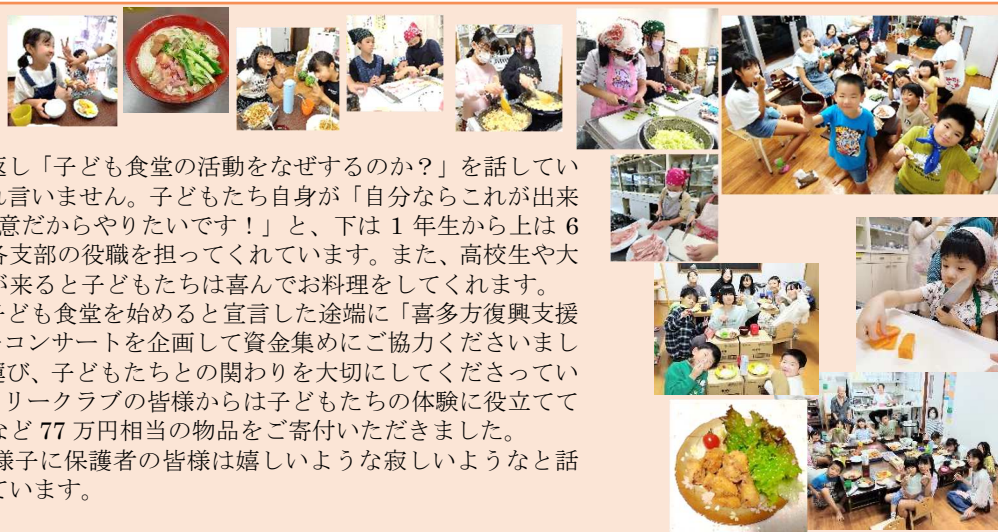 返し「子ども食堂の活動をなぜするのか？」を話してい
れ言いません。子どもたち自身が「自分ならこれが出来
意だからやりたいです！」と、下は 1 年生から上は 6
各支部の役職を担ってくれています。また、高校生や大
が来ると子どもたちは喜んでお料理をしてくれます。
子ども食堂を始めると宣言した途端に「喜多方復興支援
ーコンサートを企画して資金集めにご協力くださいまし
運び、子どもたちとの関わりを大切にしてくださってい
リークラブの皆様からは子どもたちの体験に役立てて
など 77 万円相当の物品をご寄付いただきました。
様子に保護者の皆様は嬉しいような寂しいようなと話
ています。